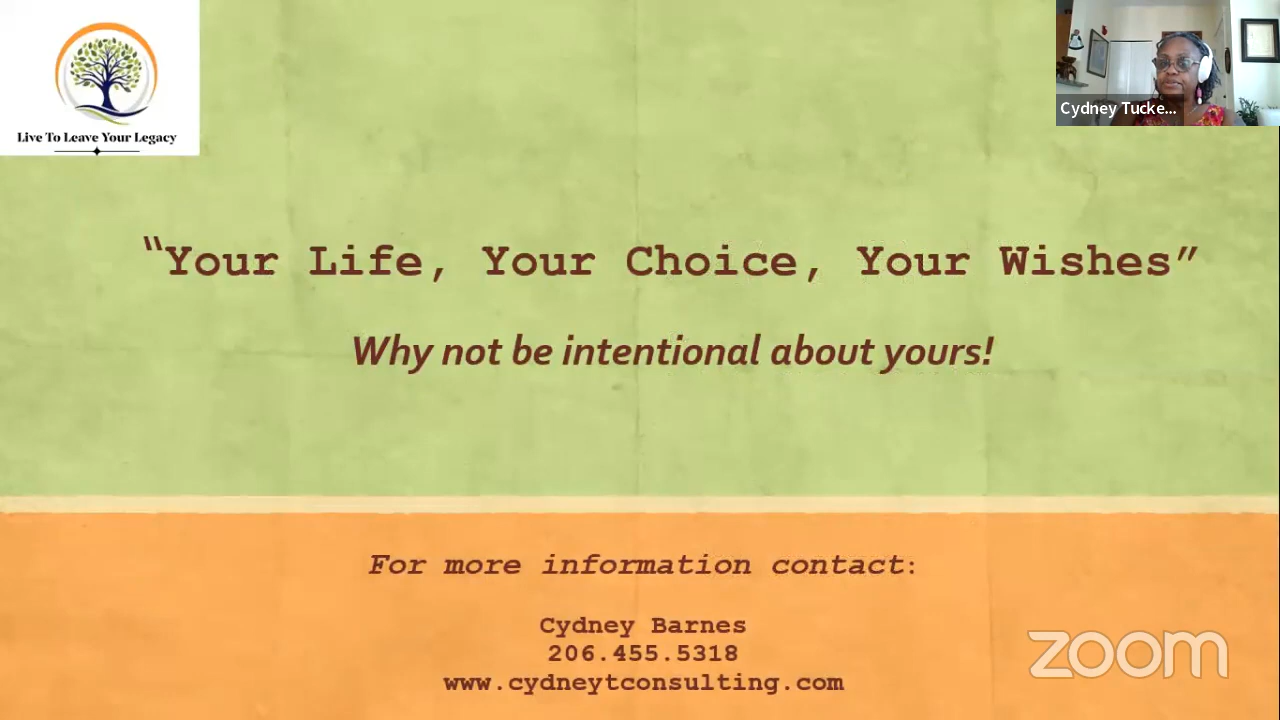 Live To Leave Your Legacy
Cydney Tucke...
“Your Life, Your Choice, Your Wishes”
Why not be intentional about yours!
For more information contact:
Cydney Barnes
206.455.5318
www.cydneytconsulting.com
zoom